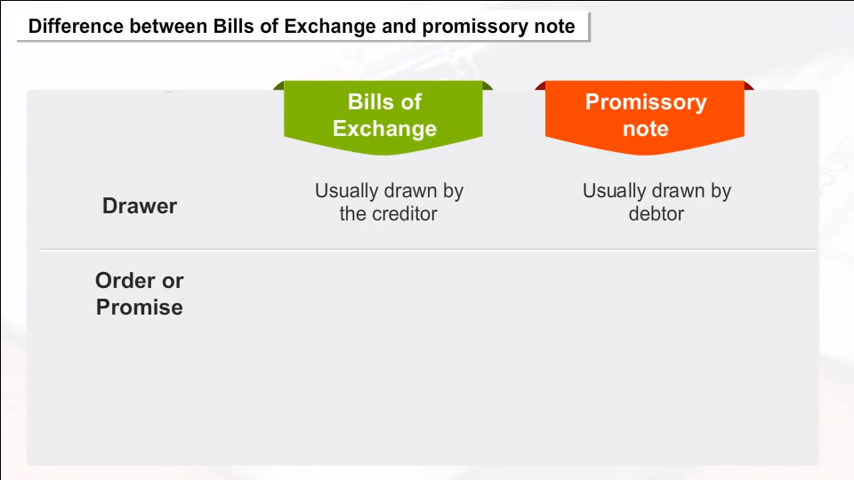 Difference between Bills of Exchange and promissory note
Bills of
Exchange
Promissory
note
Drawer
Usually drawn by
the creditor
Usually drawn by
debtor
Order or
Promise